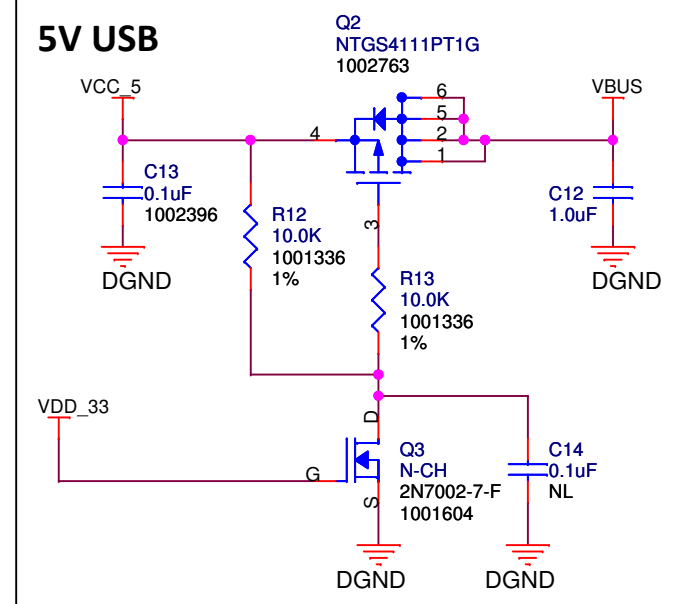 5V USB
Q2
NTGS4111PT1G
1002763
VCC_5
VBUS
6
5
4
2
1
C13
0.1uF
1002396
R12
10.0K
1001336
1%
3
C12
1.0uF
DGND
DGND
R13
10.0K
1001336
1%
VDD_33
D
G
S
Q3
N-CH
2N7002-7-F
1001604
C14
0.1uF
NL
DGND
DGND